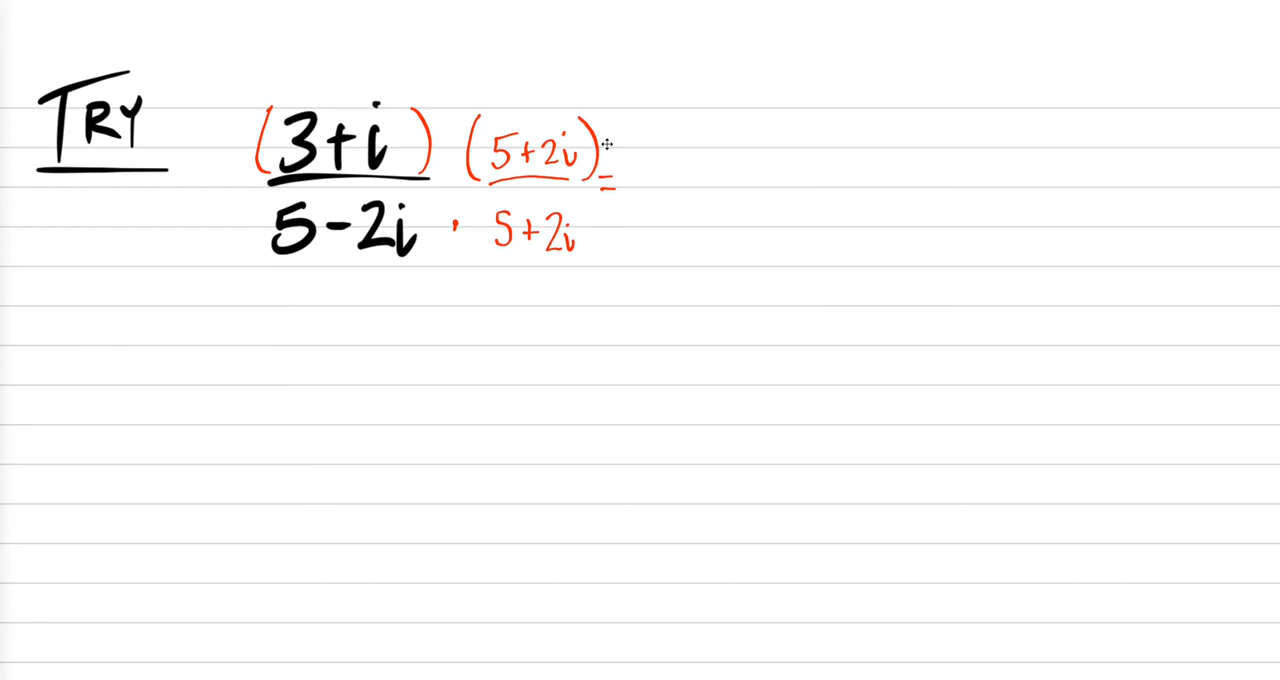 TRY
(3+i) (5+2i) =
5-2i · 5+2i